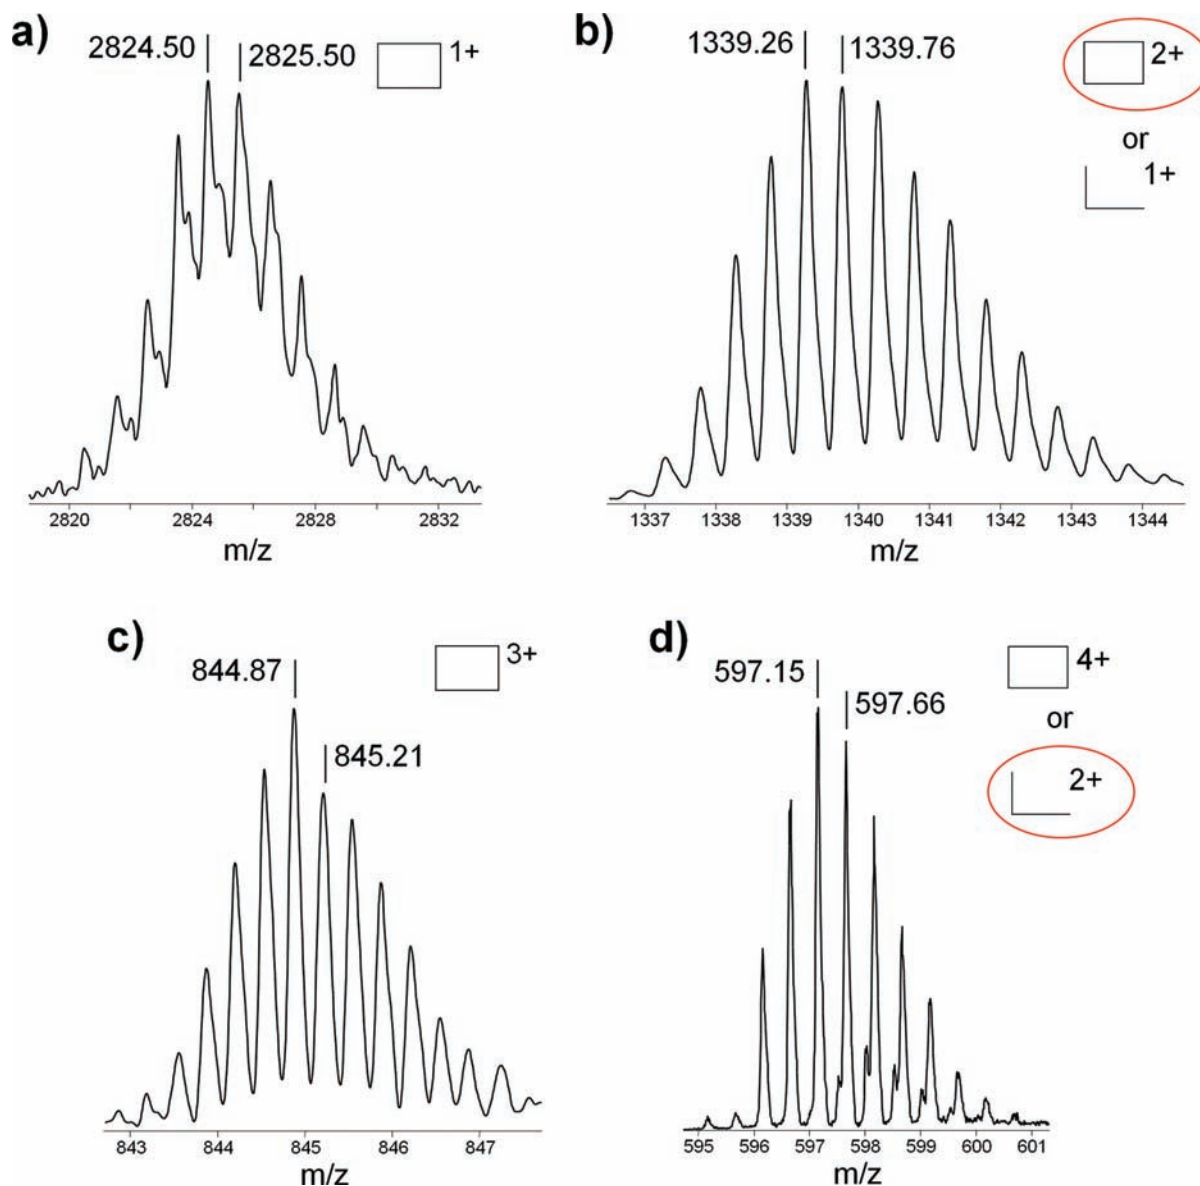 a)
2824.50
2825.50
1+
2820 2824 2828 2832
m/z
b)
1339.26
1339.76
2+
or
1+
1337 1338 1339 1340 1341 1342 1343 1344
m/z
c)
844.87
845.21
3+
843 844 845 846 847
m/z
d)
597.15
597.66
4+
or
2+
595 596 597 598 599 600 601
m/z